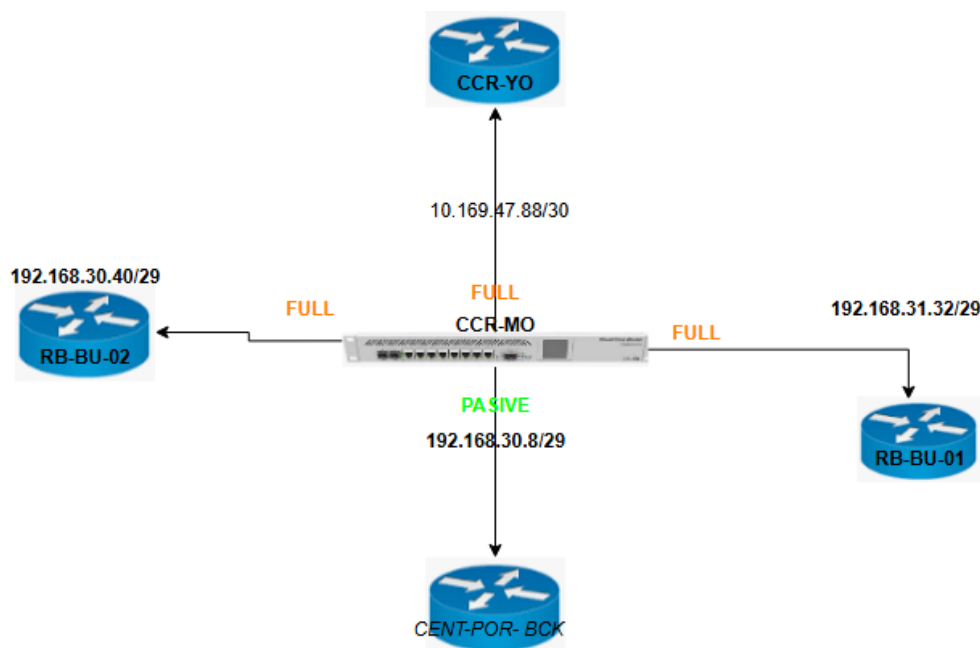 CCR-YO
10.169.47.88/30
192.168.30.40/29
FULL
FULL
192.168.31.32/29
CCR-MO
FULL
RB-BU-02
PASIVE
192.168.30.8/29
RB-BU-01
CENT-POR- BCK